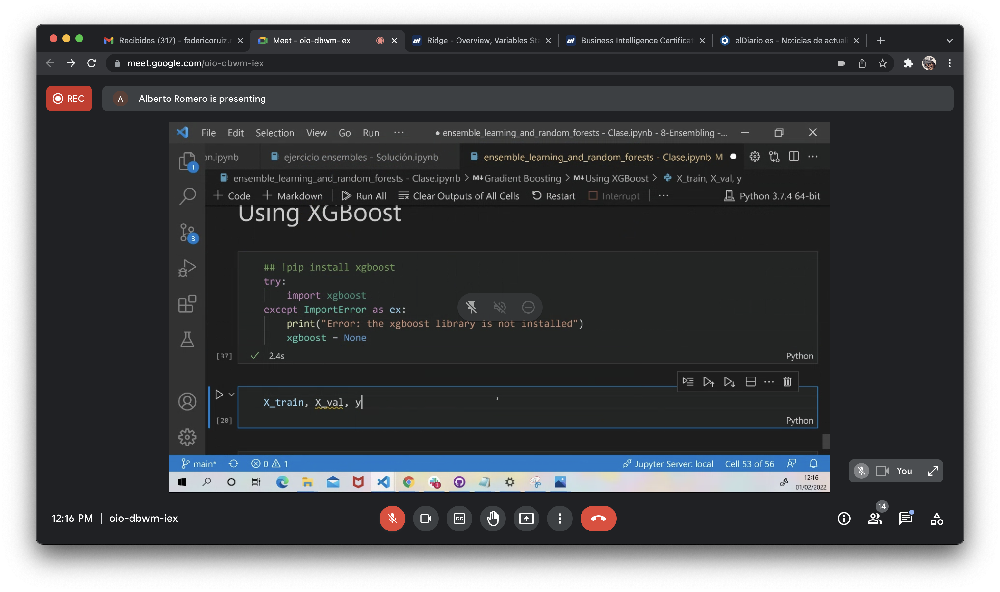 Recibidos (317) - federicoruiz.r
Meet - oio-dbwm-iex
Ridge - Overview, Variables Sta
Business Intelligence Certificat
elDiario.es - Noticias de actual
meet.google.com/oio-dbwm-iex
REC
A
Alberto Romero is presenting
File Edit Selection View Go Run ···
● ensemble_learning_and_random_forests - Clase.ipynb - 8-Ensembling -...
on.ipynb
ejercicio ensembles - Solución.ipynb
ensemble_learning_and_random_forests - Clase.ipynb M
1
ensemble_learning_and_random_forests - Clase.ipynb > M↓Gradient Boosting > M↓Using XGBoost > X_train, X_val, y
+ Code + Markdown Run All Clear Outputs of All Cells Restart Interrupt ··· Python 3.7.4 64-bit
Using XGBoost
3
## !pip install xgboost
try:
import xgboost
except ImportError as ex:
print("Error: the xgboost library is not installed")
xgboost = None
[37] 2.4s Python
X_train, X_val, y
[20] Python
main* 0 1 Jupyter Server: local Cell 53 of 56
1
12:16
01/02/2022
You
12:16 PM | oio-dbwm-iex
CC
14